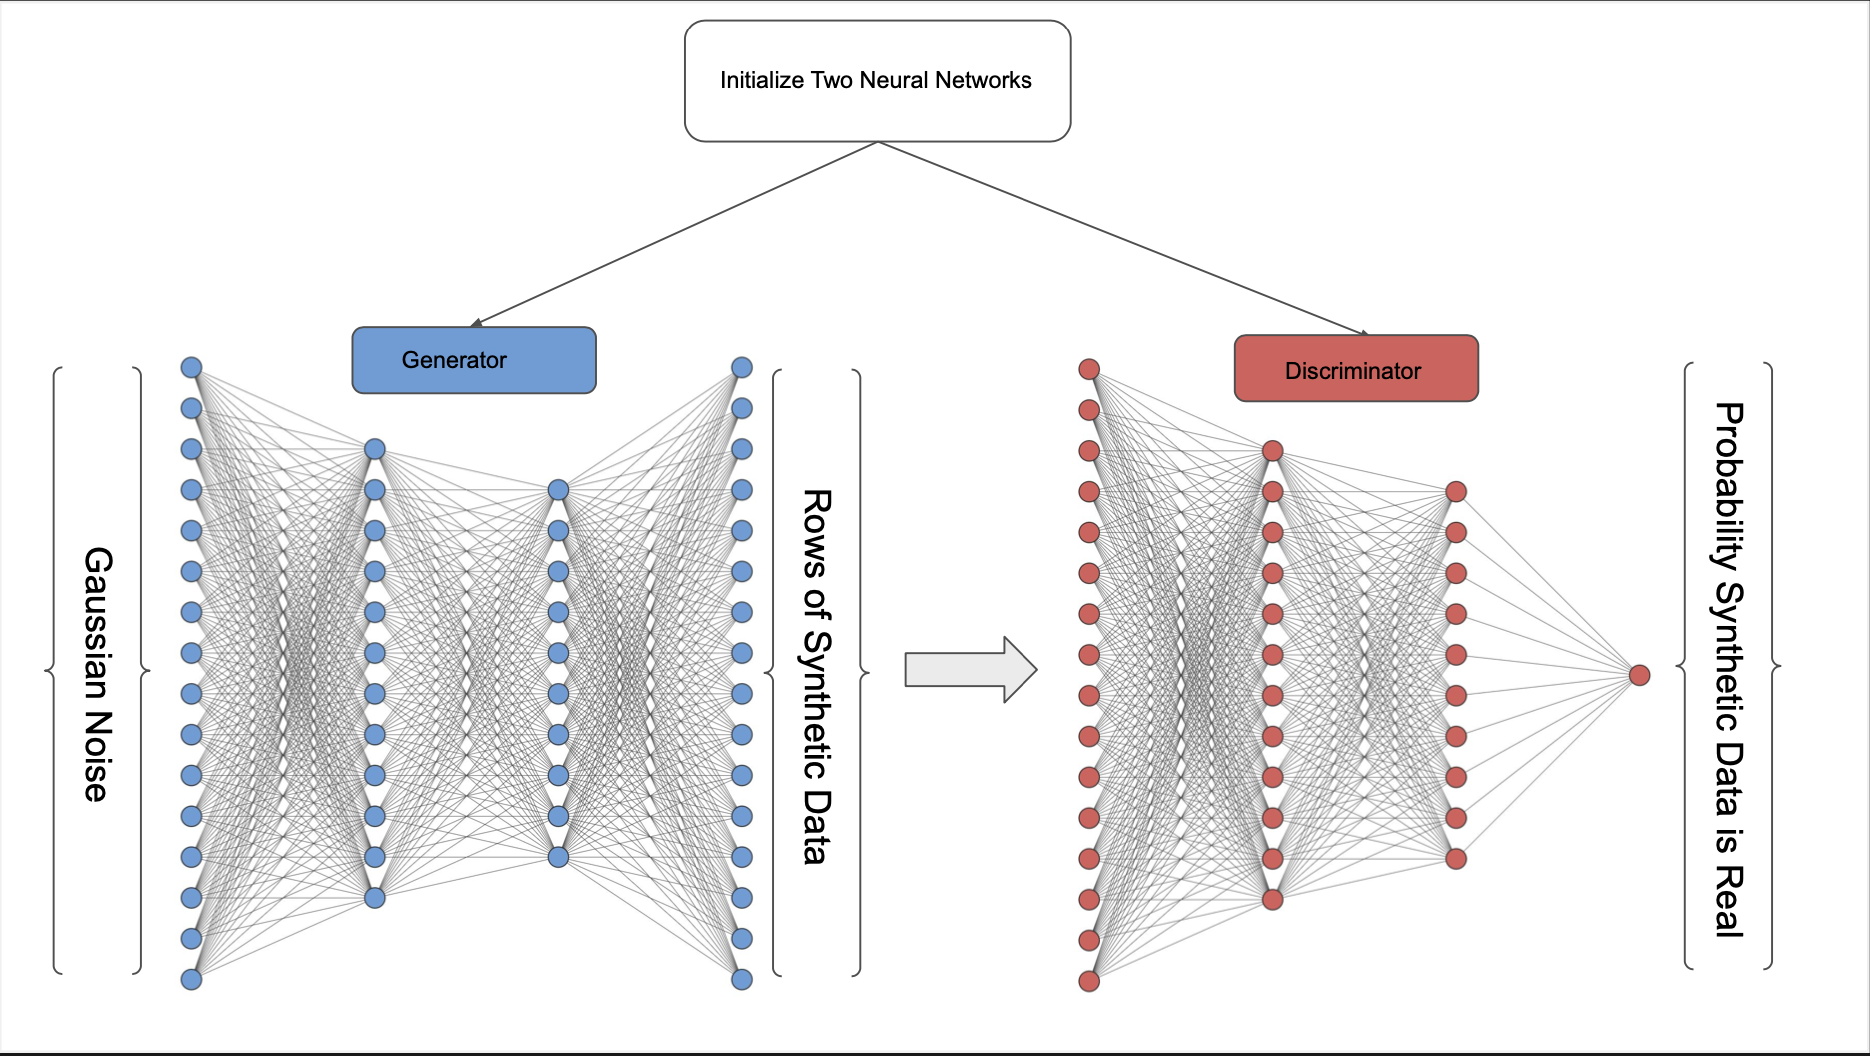 Initialize Two Neural Networks
Generator
Discriminator
Gaussian Noise
Rows of Synthetic Data
Probability Synthetic Data is Real